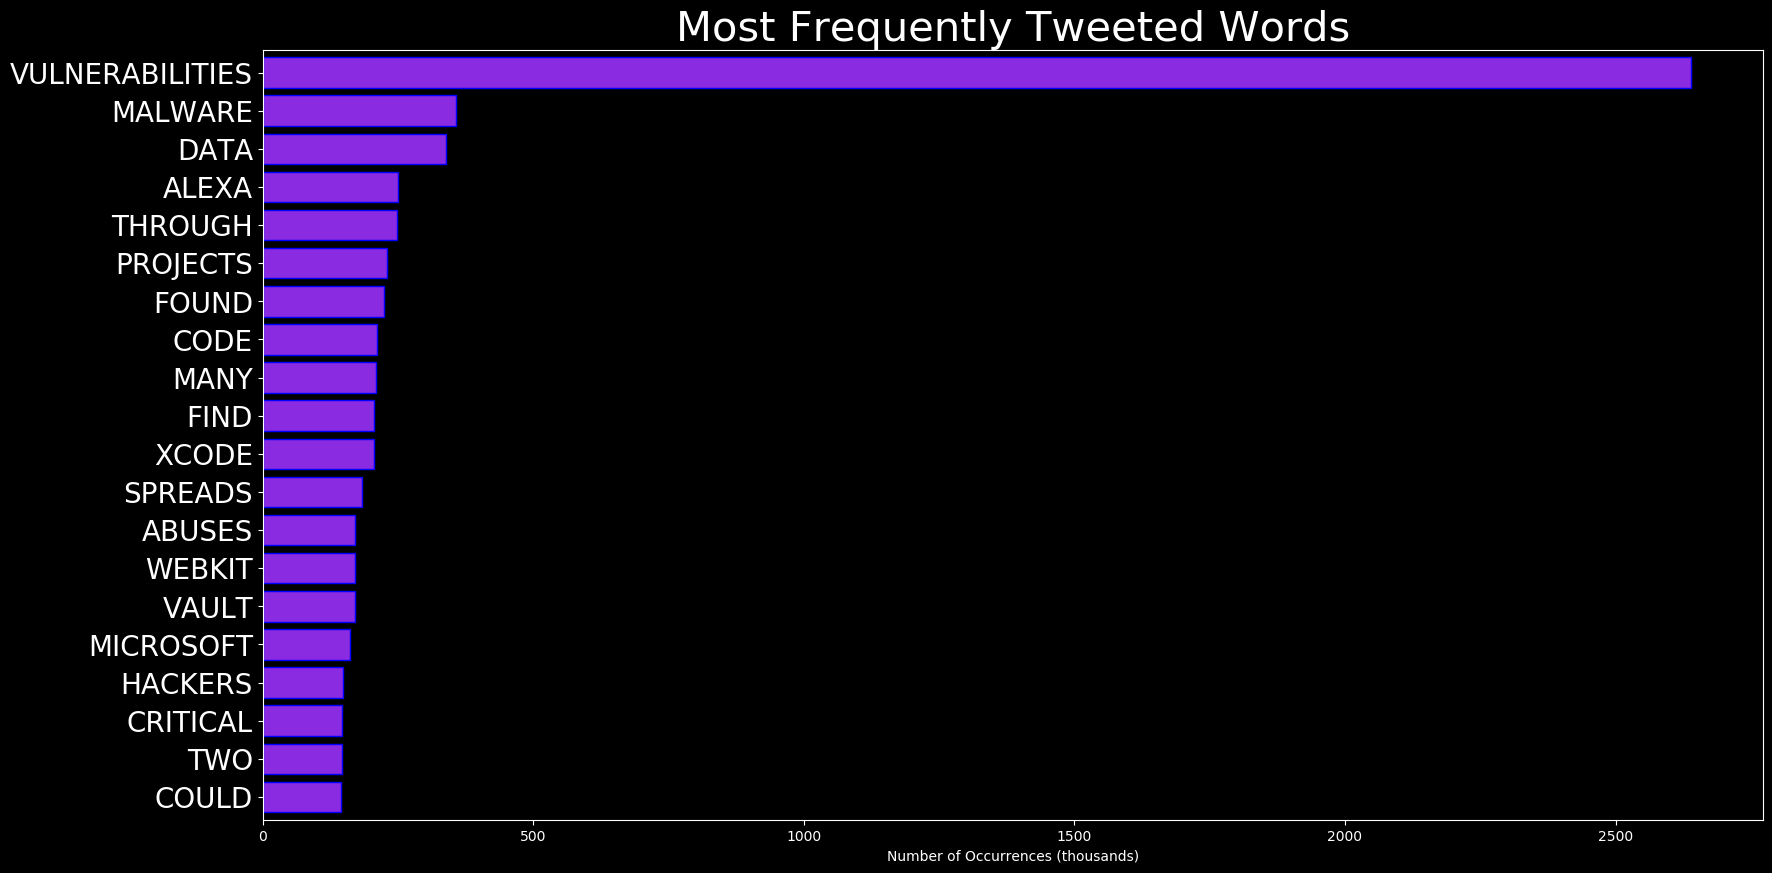 Most Frequently Tweeted Words
VULNERABILITIES
MALWARE
DATA
ALEXA
THROUGH
PROJECTS
FOUND
CODE
MANY
FIND
XCODE
SPREADS
ABUSES
WEBKIT
VAULT
MICROSOFT
HACKERS
CRITICAL
TWO
COULD
0 500 1000 1500 2000 2500
Number of Occurrences (thousands)